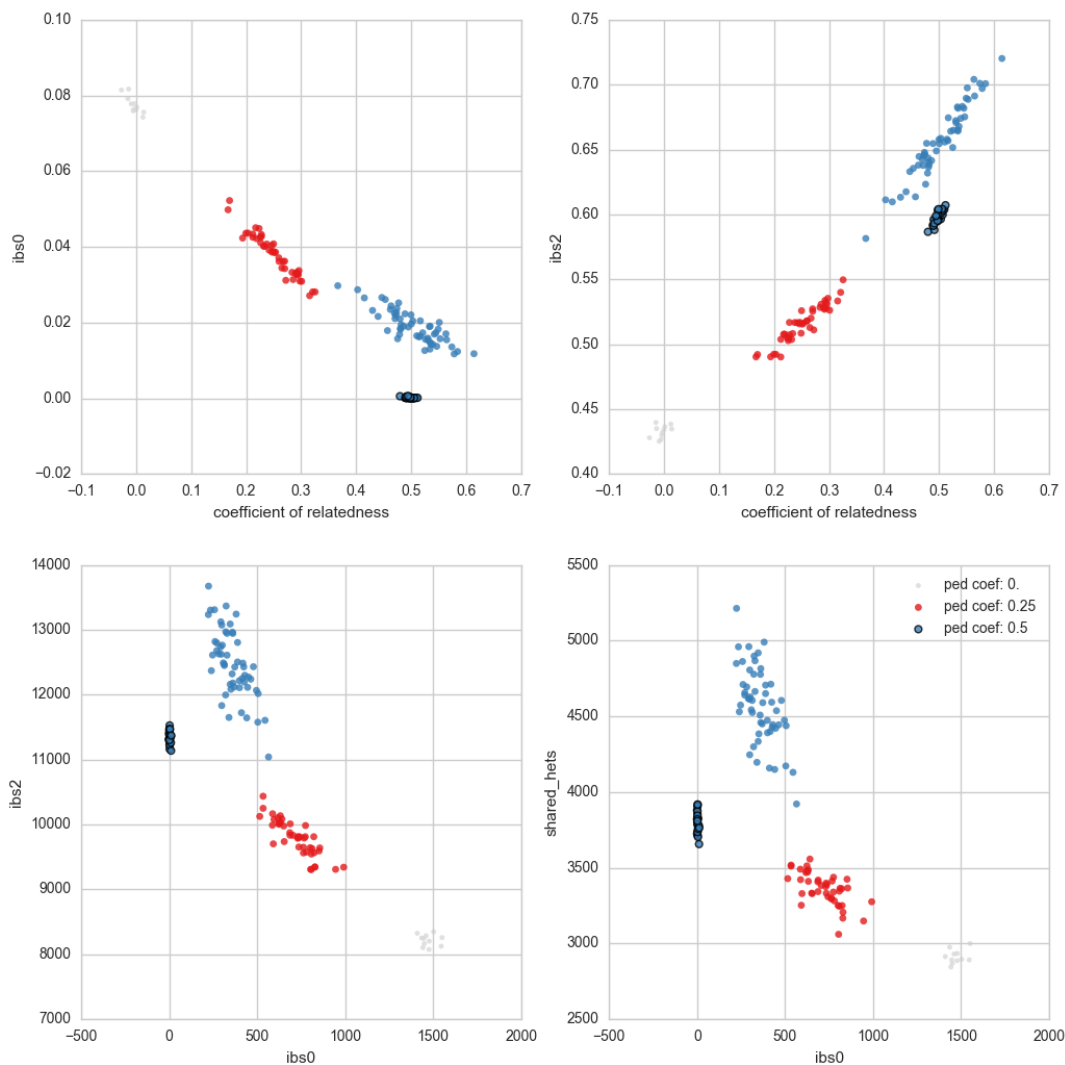 0.10
0.08
0.06
0.04
0.02
0.00
−0.02
ibs0
−0.1 0.0 0.1 0.2 0.3 0.4 0.5 0.6 0.7
coefficient of relatedness
0.75
0.70
0.65
0.60
0.55
0.50
0.45
0.40
ibs2
−0.1 0.0 0.1 0.2 0.3 0.4 0.5 0.6 0.7
coefficient of relatedness
14000
13000
12000
11000
10000
9000
8000
7000
ibs2
−500 0 500 1000 1500 2000
ibs0
5500
5000
4500
4000
3500
3000
2500
shared_hets
ped coef: 0.
ped coef: 0.25
ped coef: 0.5
−500 0 500 1000 1500 2000
ibs0